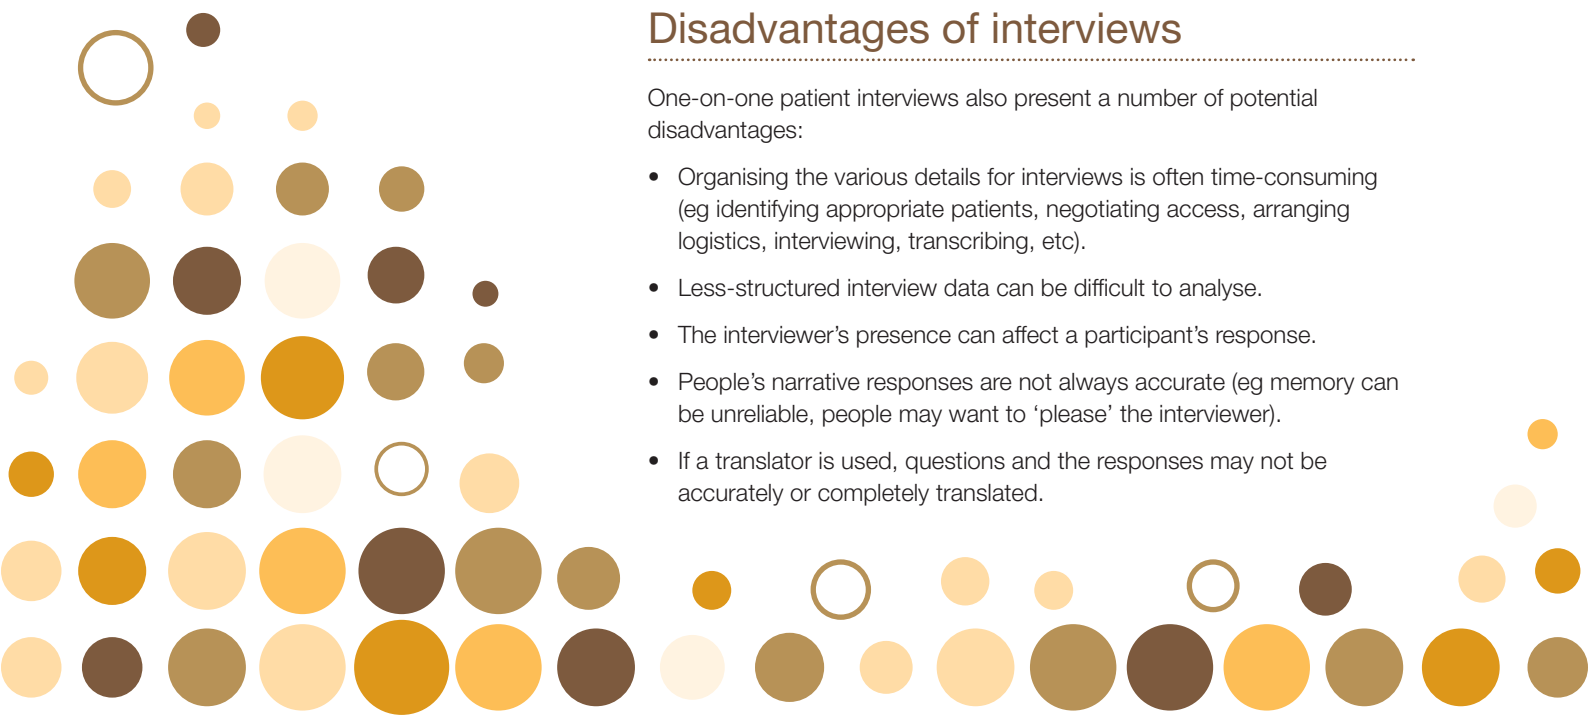 Disadvantages of interviews
One-on-one patient interviews also present a number of potential
disadvantages:
• Organising the various details for interviews is often time-consuming
(eg identifying appropriate patients, negotiating access, arranging
logistics, interviewing, transcribing, etc).
• Less-structured interview data can be difficult to analyse.
• The interviewer’s presence can affect a participant’s response.
• People’s narrative responses are not always accurate (eg memory can
be unreliable, people may want to ‘please’ the interviewer).
• If a translator is used, questions and the responses may not be
accurately or completely translated.